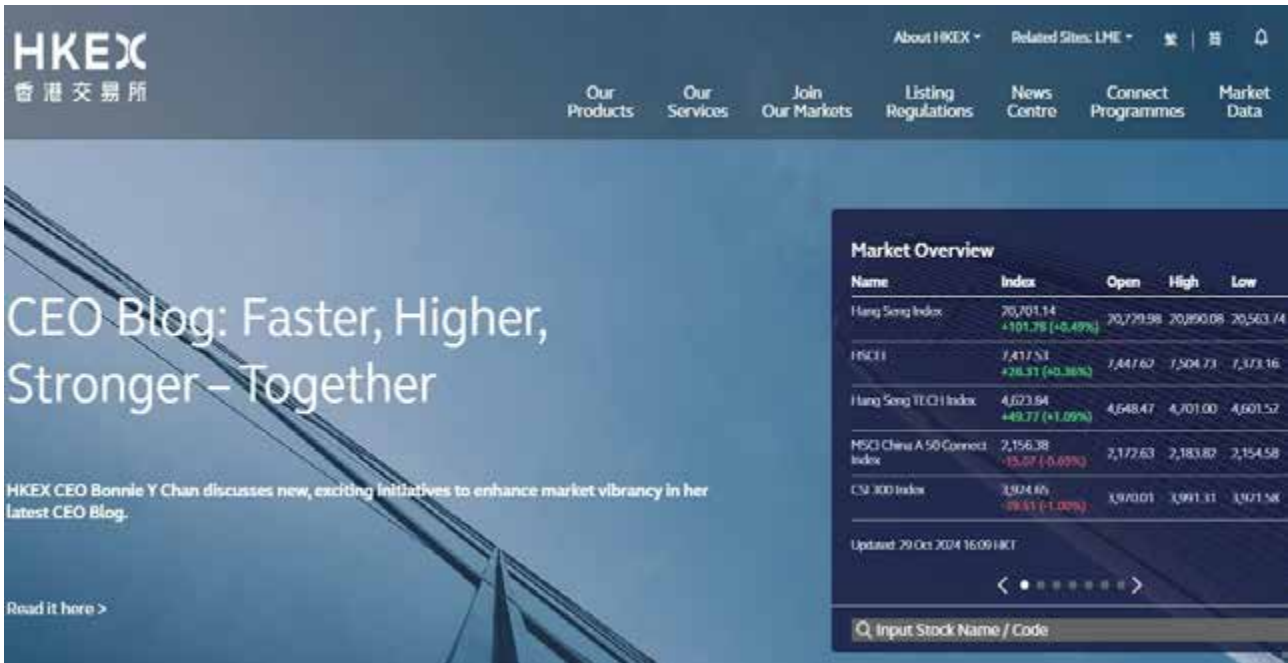 HKEX
香港交易所
About HKEX
Related Sites: LME
繁 | 簡
Our Products
Our Services
Join Our Markets
Listing Regulations
News Centre
Connect Programmes
Market Data
CEO Blog: Faster, Higher,
Stronger – Together
HKEX CEO Bonnie Y Chan discusses new, exciting initiatives to enhance market vibrancy in her
latest CEO Blog.
Read it here >
Market Overview
Name Index Open High Low
Hang Seng Index 20,701.14 20,729.98 20,890.08 20,563.74
+101.78 (+0.49%)
HSCEI 7,417.53 7,447.62 7,504.73 7,373.16
+26.31 (+0.36%)
Hang Seng TECH Index 4,623.84 4,648.47 4,701.00 4,601.52
+49.77 (+1.09%)
MSCI China A 50 Connect Index 2,156.38 2,172.63 2,183.82 2,154.58
CSI 300 Index 3,924.65 3,970.01 3,991.31 3,921.58
(-1.00%)
Updated: 29 Oct 2024 16:09 HKT
Input Stock Name / Code